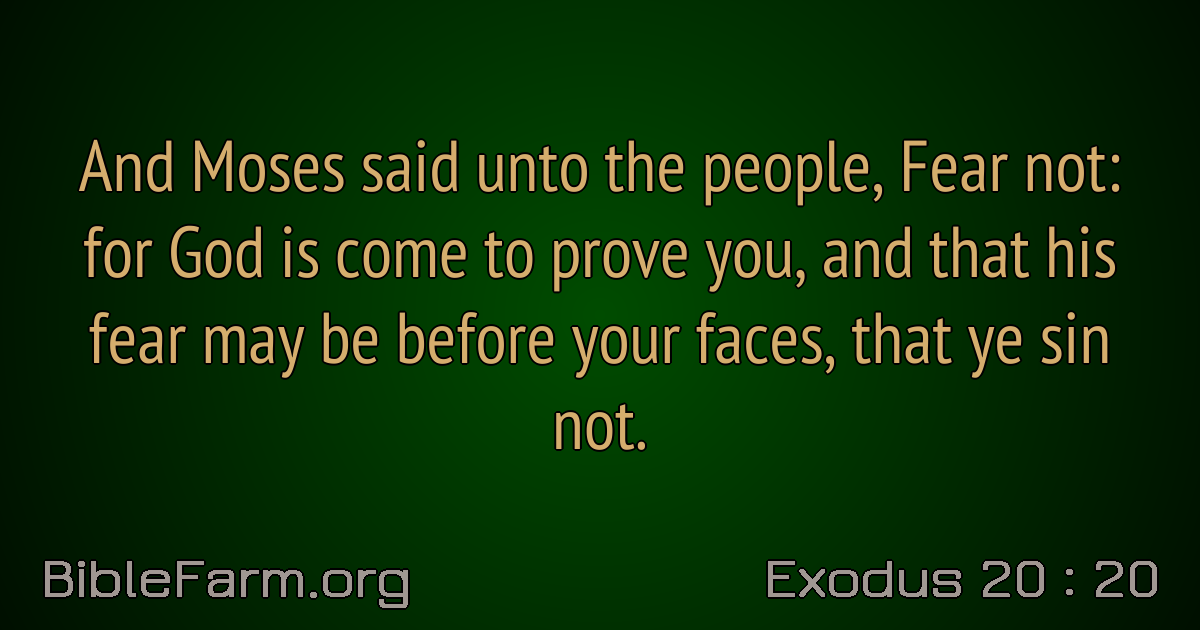 And Moses said unto the people, Fear not:
for God is come to prove you, and that his
fear may be before your faces, that ye sin
not.
BibleFarm.org
Exodus 20 : 20